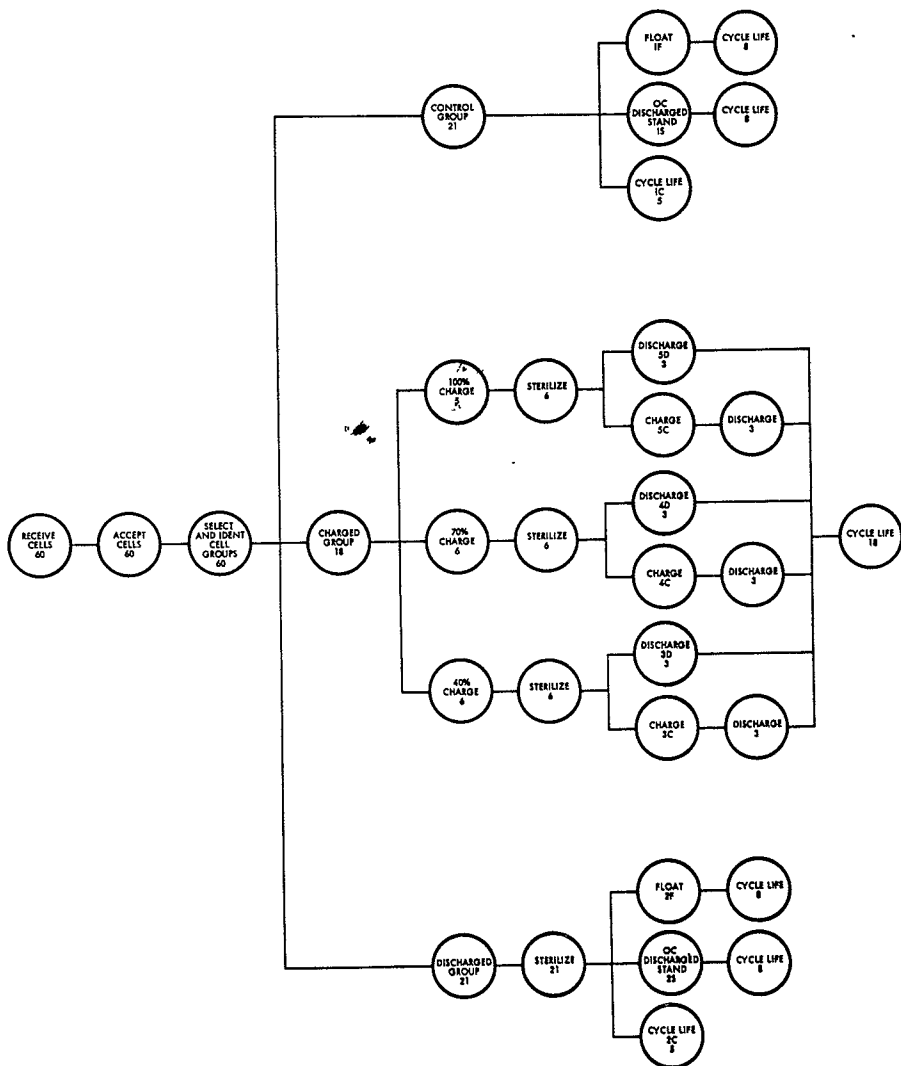 FLOAT
1F
CYCLE LIFE
8
CONTROL
GROUP
21
OC
DISCHARGED
STAND
1S
CYCLE LIFE
8
CYCLE LIFE
1C
5
DISCHARGE
5D
3
100%
CHARGE
STERILIZE
6
CHARGE
5C
DISCHARGE
3
RECEIVE
CELLS
60
ACCEPT
CELLS
60
SELECT
AND IDENT
CELL
GROUPS
60
CHARGED
GROUP
18
70%
CHARGE
6
STERILIZE
6
DISCHARGE
4D
3
CHARGE
4C
DISCHARGE
3
CYCLE LIFE
18
40%
CHARGE
6
STERILIZE
6
DISCHARGE
3D
3
CHARGE
3C
DISCHARGE
3
DISCHARGED
GROUP
21
STERILIZE
21
FLOAT
2F
CYCLE LIFE
8
OC
DISCHARGED
STAND
2S
CYCLE LIFE
8
CYCLE LIFE
2C
5